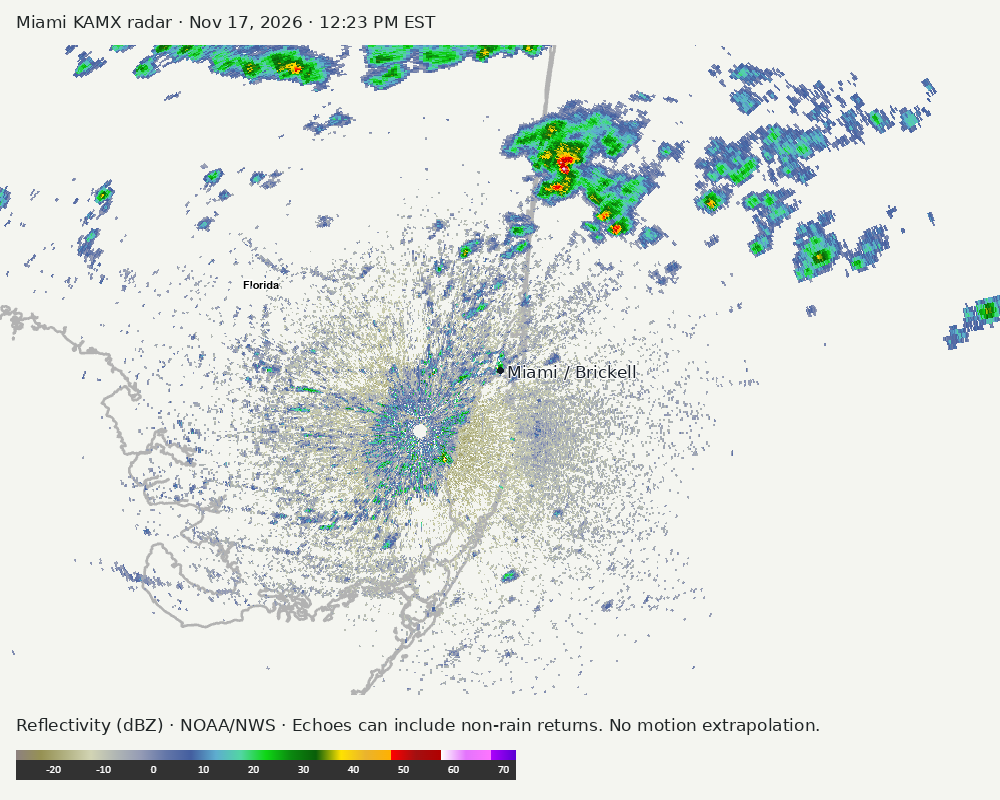 Miami KAMX radar · Nov 17, 2026 · 12:23 PM EST
Florida
Miami / Brickell
Reflectivity (dBZ) · NOAA/NWS · Echoes can include non-rain returns. No motion extrapolation.
-20 -10 0 10 20 30 40 50 60 70